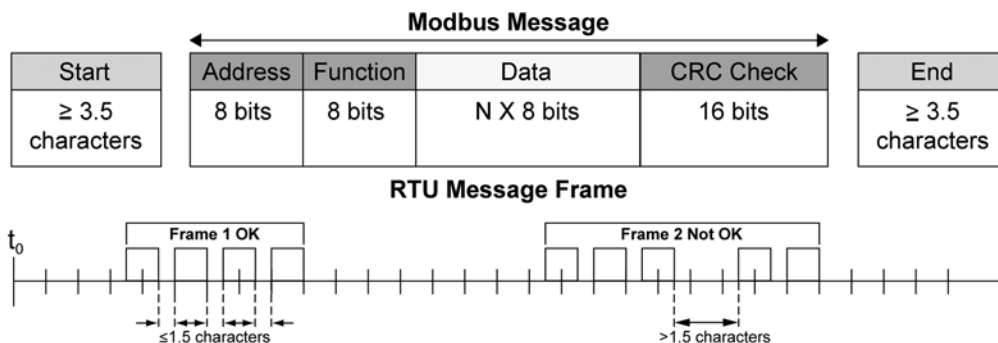 Modbus Message
Start Address Function Data CRC Check End
≥ 3.5 characters 8 bits 8 bits N X 8 bits 16 bits ≥ 3.5 characters
RTU Message Frame
t₀
Frame 1 OK Frame 2 Not OK
≤1.5 characters >1.5 characters